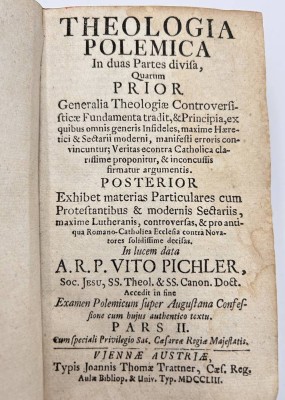 THEOLOGIA
POLEMICA
In duas Partes divisa,
Quarum
PRIOR
Generalia Theologiæ Controversi-
sticæ Fundamenta tradit, & Principia, ex
quibus omnis generis Infideles, maxime Hære-
tici & Sectarii moderni, manifesti erroris con-
vincuntur; Veritas econtra Catholica cla-
rissime proponitur, & inconcussis
firmatur argumentis.
POSTERIOR
Exhibet materias Particulares cum
Protestantibus & modernis Sectariis,
maxime Lutheranis, controversas, & pro anti-
qua Romano-Catholica Ecclesia contra Nova-
tores solidissime decisas.
In lucem data
A. R. P. VITO PICHLER,
Soc. JESU, SS. Theol. & SS. Canon. Doct.
Accedit in fine
Examen Polemicum super Augustana Confes-
sione cum hujus authentico textu.
PARS II.
Cum speciali Privilegio Sac. Cæsareæ Regiæ Majestatis.
VJENNÆ AUSTRIÆ,
Typis Joannis Thomæ Trattner, Cæs. Reg.
Aulæ Bibliop. & Univ. Typ. MDCCLIII.